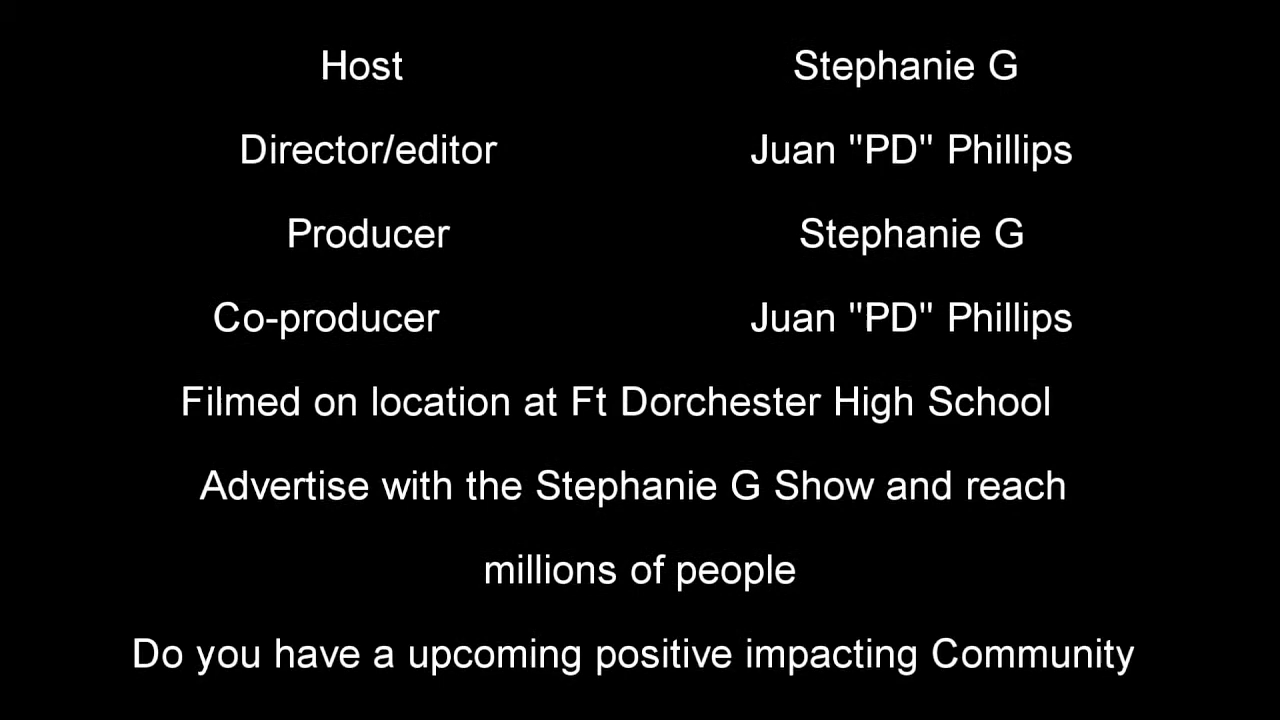 Host Stephanie G
Director/editor Juan "PD" Phillips
Producer Stephanie G
Co-producer Juan "PD" Phillips
Filmed on location at Ft Dorchester High School
Advertise with the Stephanie G Show and reach
millions of people
Do you have a upcoming positive impacting Community